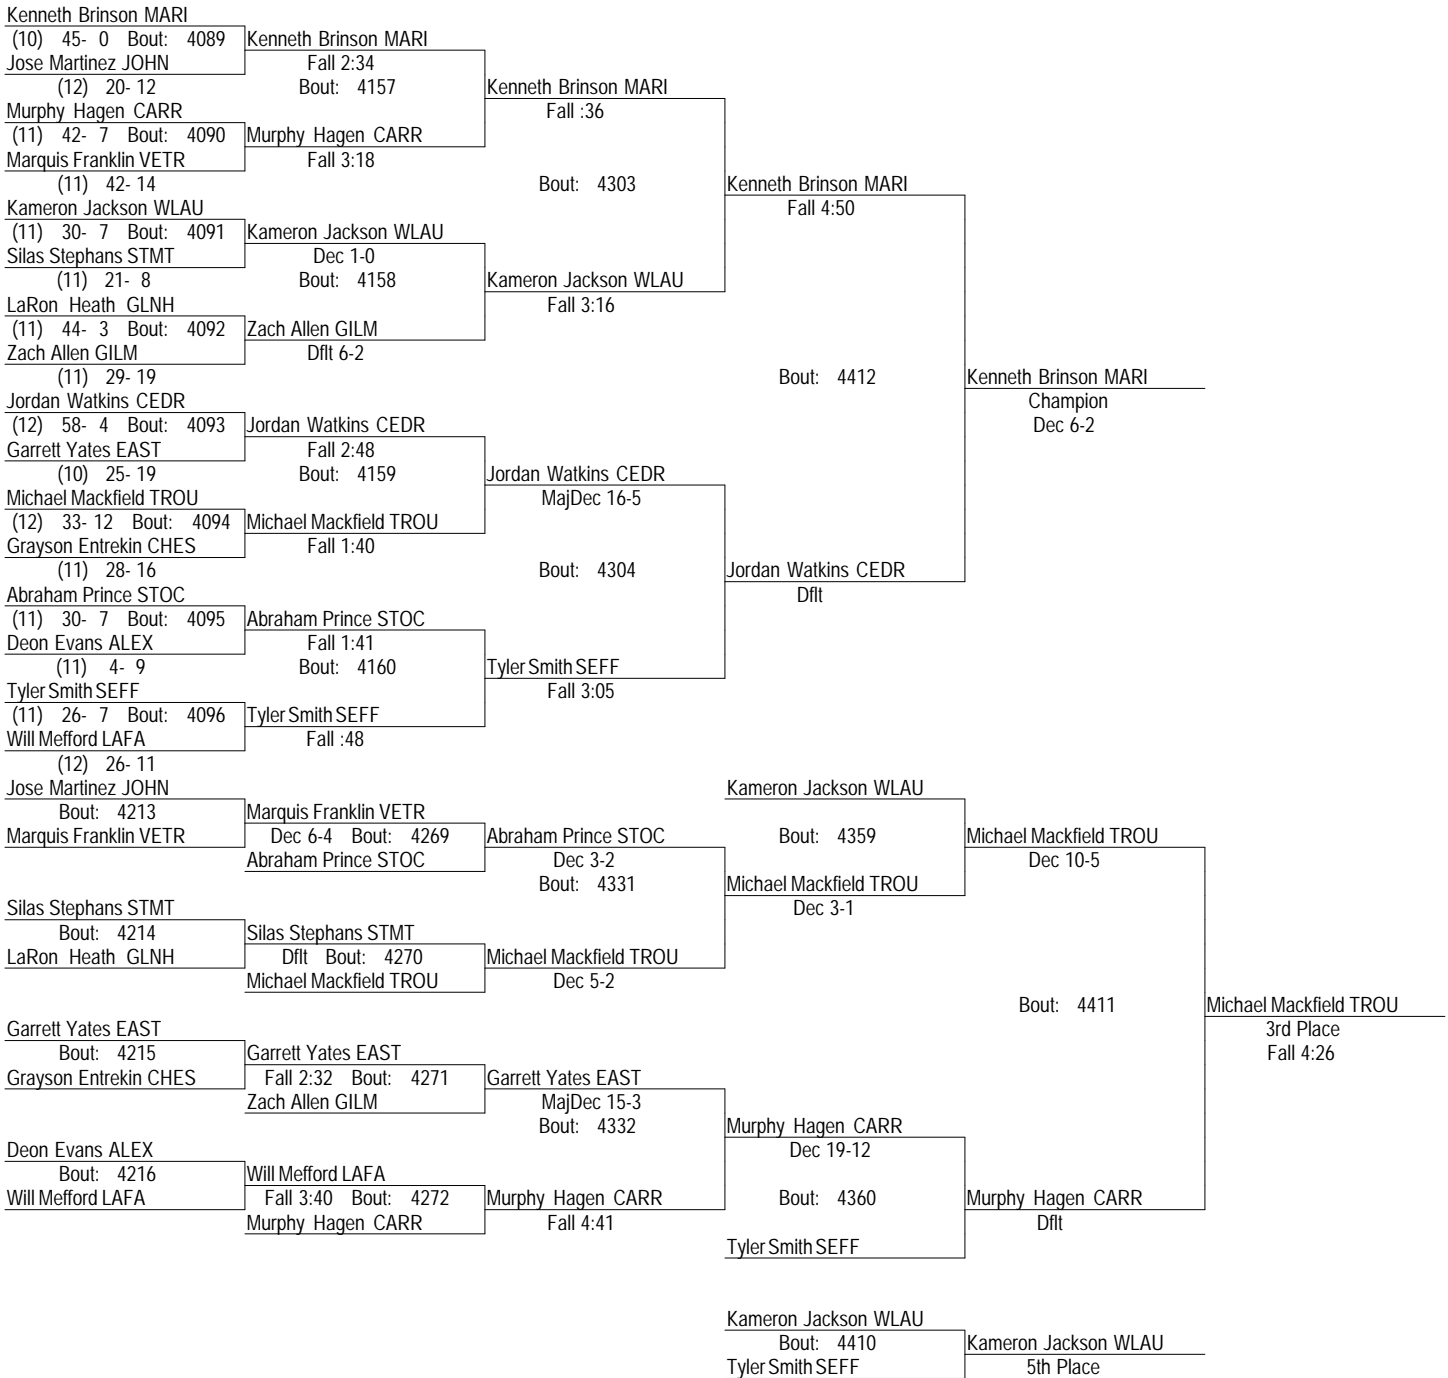 Kenneth Brinson MARI
(10) 45- 0 Bout: 4089 Kenneth Brinson MARI
Jose Martinez JOHN Fall 2:34
(12) 20- 12 Bout: 4157 Kenneth Brinson MARI
Murphy Hagen CARR Fall :36
(11) 42- 7 Bout: 4090 Murphy Hagen CARR
Marquis Franklin VETR Fall 3:18
(11) 42- 14 Bout: 4303 Kenneth Brinson MARI
Kameron Jackson WLAU Fall 4:50
(11) 30- 7 Bout: 4091 Kameron Jackson WLAU
Silas Stephans STMT Dec 1-0
(11) 21- 8 Bout: 4158 Kameron Jackson WLAU
LaRon Heath GLNH Fall 3:16
(11) 44- 3 Bout: 4092 Zach Allen GILM
Zach Allen GILM Dflt 6-2
(11) 29- 19 Bout: 4412 Kenneth Brinson MARI
Jordan Watkins CEDR Champion
(12) 58- 4 Bout: 4093 Jordan Watkins CEDR Dec 6-2
Garrett Yates EAST Fall 2:48
(10) 25- 19 Bout: 4159 Jordan Watkins CEDR
Michael Mackfield TROU MajDec 16-5
(12) 33- 12 Bout: 4094 Michael Mackfield TROU
Grayson Entrekin CHES Fall 1:40
(11) 28- 16 Bout: 4304 Jordan Watkins CEDR
Abraham Prince STOC Dflt
(11) 30- 7 Bout: 4095 Abraham Prince STOC
Deon Evans ALEX Fall 1:41
(11) 4- 9 Bout: 4160 Tyler Smith SEFF
Tyler Smith SEFF Fall 3:05
(11) 26- 7 Bout: 4096 Tyler Smith SEFF
Will Mefford LAFA Fall :48
(12) 26- 11
Jose Martinez JOHN Kameron Jackson WLAU
Bout: 4213 Marquis Franklin VETR
Marquis Franklin VETR Dec 6-4 Bout: 4269 Abraham Prince STOC Bout: 4359 Michael Mackfield TROU
Abraham Prince STOC Dec 3-2 Dec 10-5
Bout: 4331 Michael Mackfield TROU
Silas Stephans STMT Dec 3-1
Bout: 4214 Silas Stephans STMT
LaRon Heath GLNH Dflt Bout: 4270 Michael Mackfield TROU
Michael Mackfield TROU Dec 5-2
Bout: 4411 Michael Mackfield TROU
Garrett Yates EAST 3rd Place
Bout: 4215 Garrett Yates EAST Fall 4:26
Grayson Entrekin CHES Fall 2:32 Bout: 4271 Garrett Yates EAST
Zach Allen GILM MajDec 15-3
Bout: 4332 Murphy Hagen CARR
Deon Evans ALEX Dec 19-12
Bout: 4216 Will Mefford LAFA
Will Mefford LAFA Fall 3:40 Bout: 4272 Murphy Hagen CARR Bout: 4360 Murphy Hagen CARR
Murphy Hagen CARR Fall 4:41 Dflt
Tyler Smith SEFF
Kameron Jackson WLAU
Bout: 4410 Kameron Jackson WLAU
Tyler Smith SEFF 5th Place